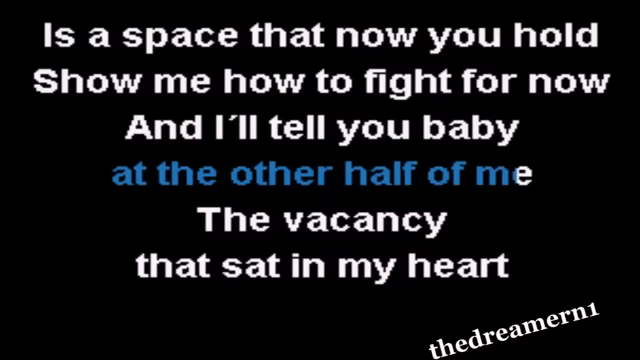 Is a space that now you hold
Show me how to fight for now
And I´ll tell you baby
at the other half of me
The vacancy
that sat in my heart
thedreamern1